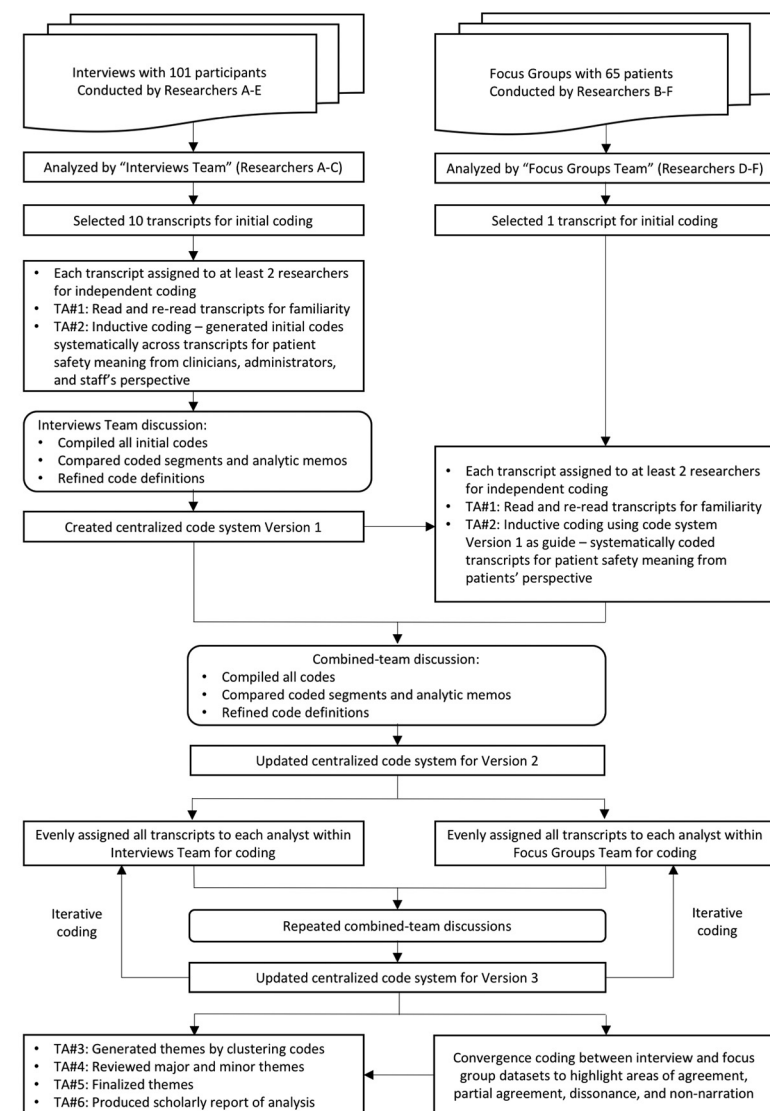 Interviews with 101 participants
Conducted by Researchers A-E
Focus Groups with 65 patients
Conducted by Researchers B-F
Analyzed by “Interviews Team” (Researchers A-C)
Analyzed by “Focus Groups Team” (Researchers D-F)
Selected 10 transcripts for initial coding
Selected 1 transcript for initial coding
• Each transcript assigned to at least 2 researchers
for independent coding
• TA#1: Read and re-read transcripts for familiarity
• TA#2: Inductive coding – generated initial codes
systematically across transcripts for patient
safety meaning from clinicians, administrators,
and staff’s perspective
Interviews Team discussion:
• Compiled all initial codes
• Compared coded segments and analytic memos
• Refined code definitions
Created centralized code system Version 1
• Each transcript assigned to at least 2 researchers
for independent coding
• TA#1: Read and re-read transcripts for familiarity
• TA#2: Inductive coding using code system
Version 1 as guide – systematically coded
transcripts for patient safety meaning from
patients’ perspective
Combined-team discussion:
• Compiled all codes
• Compared coded segments and analytic memos
• Refined code definitions
Updated centralized code system for Version 2
Evenly assigned all transcripts to each analyst within
Interviews Team for coding
Evenly assigned all transcripts to each analyst within
Focus Groups Team for coding
Iterative
coding
Repeated combined-team discussions
Iterative
coding
Updated centralized code system for Version 3
• TA#3: Generated themes by clustering codes
• TA#4: Reviewed major and minor themes
• TA#5: Finalized themes
• TA#6: Produced scholarly report of analysis
Convergence coding between interview and focus
group datasets to highlight areas of agreement,
partial agreement, dissonance, and non-narration